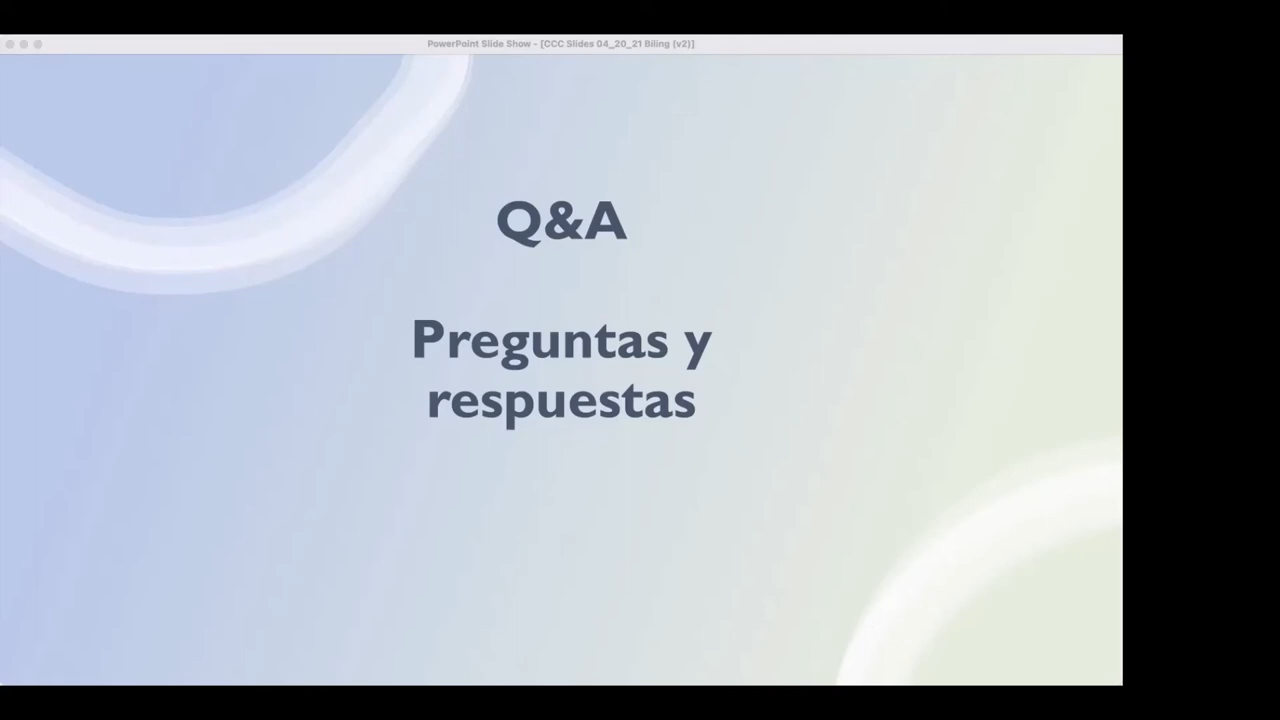 PowerPoint Slide Show - [CCC Slides 04_20_21 Biling (v2)]
Q&A
Preguntas y
respuestas